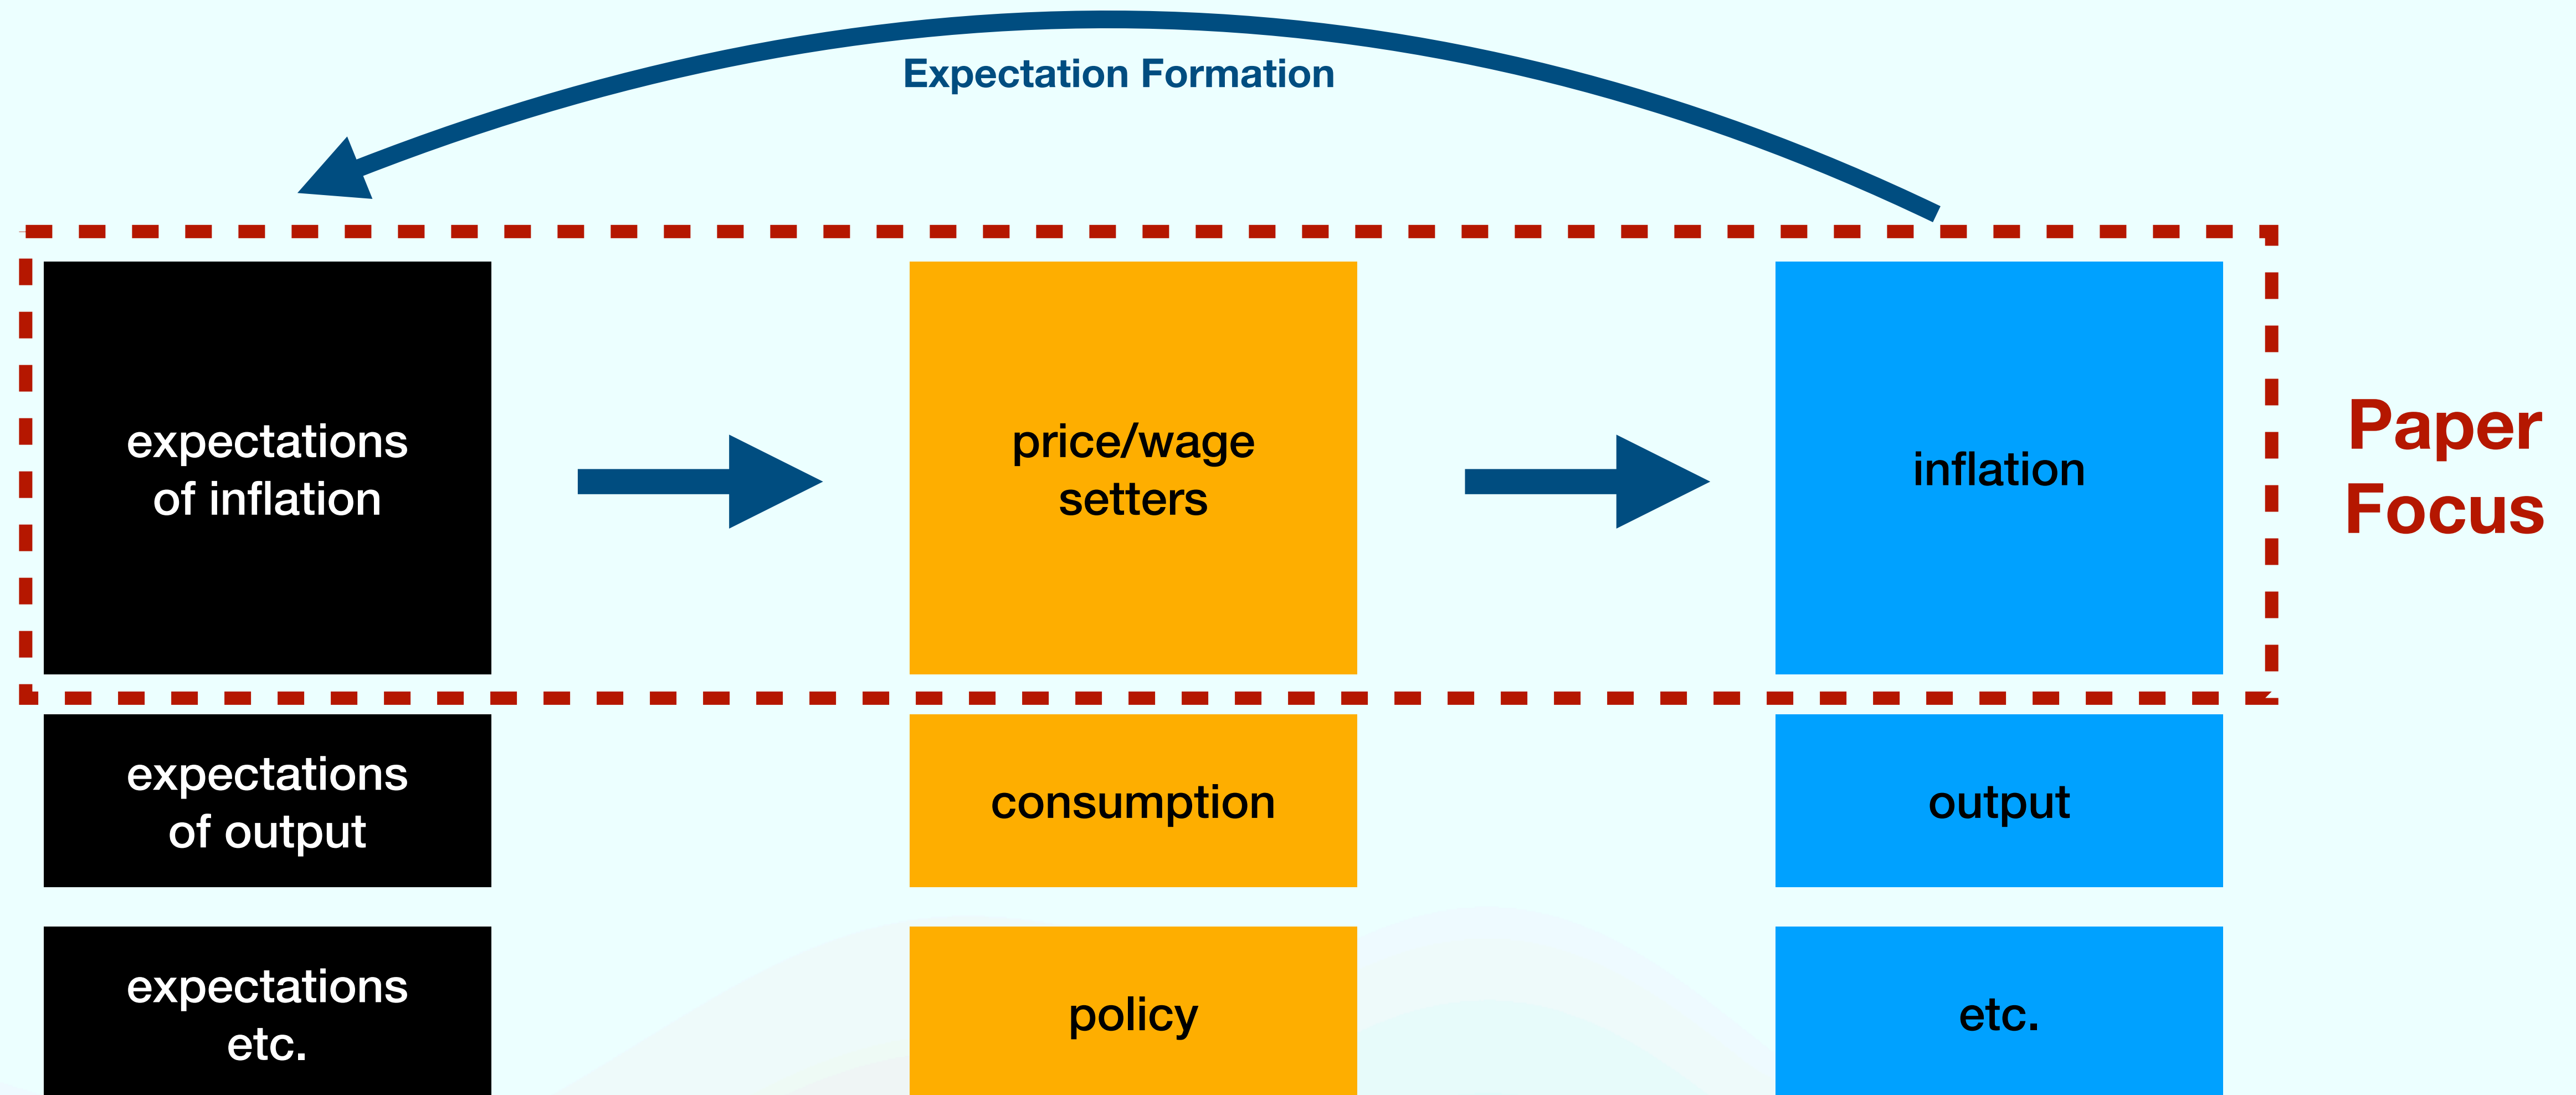 Expectation Formation
expectations
of inflation
price/wage
setters
inflation
Paper
Focus
expectations
of output
consumption
output
expectations
etc.
policy
etc.